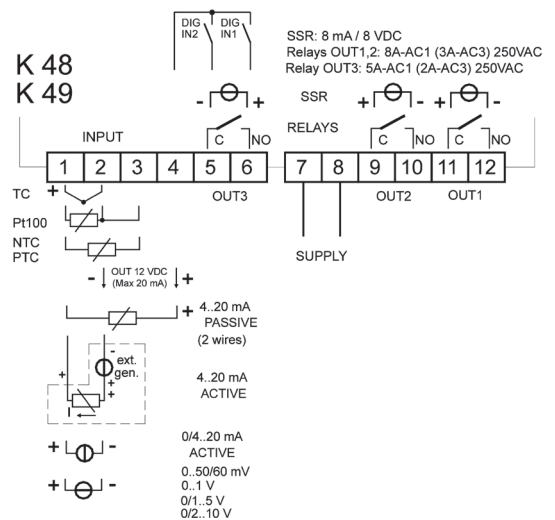 DIG DIG
IN2 IN1
SSR: 8 mA / 8 VDC
Relays OUT1,2: 8A-AC1 (3A-AC3) 250VAC
Relay OUT3: 5A-AC1 (2A-AC3) 250VAC
K 48
K 49
- + SSR + - + -
INPUT RELAYS
C NO C NO C NO
1 2 3 4 5 6 7 8 9 10 11 12
TC + OUT3 OUT2 OUT1
Pt100
NTC
PTC
SUPPLY
- OUT 12 VDC +
(Max 20 mA)
+ 4..20 mA
PASSIVE
(2 wires)
-
ext.
gen.
+ +
+
4..20 mA
ACTIVE
I
+ - 0/4..20 mA
ACTIVE
0..50/60 mV
+ - 0..1 V
0/1..5 V
0/2..10 V